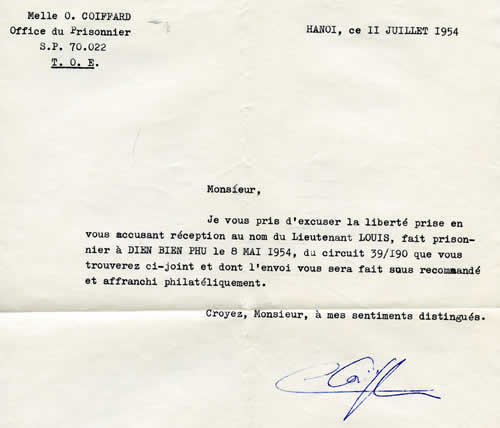 Melle O. COIFFARD
Office du Prisonnier
S.P. 70.022
T. O. E.
HANOI, ce 11 JUILLET 1954
Monsieur,
Je vous pris d'excuser la liberté prise en
vous accusant réception au nom du Lieutenant LOUIS, fait prison-
nier à DIEN BIEN PHU le 8 MAI 1954, du circuit 39/190 que vous
trouverez ci-joint et dont l'envoi vous sera fait sous recommandé
et affranchi philatéliquement.
Croyez, Monsieur, à mes sentiments distingués.